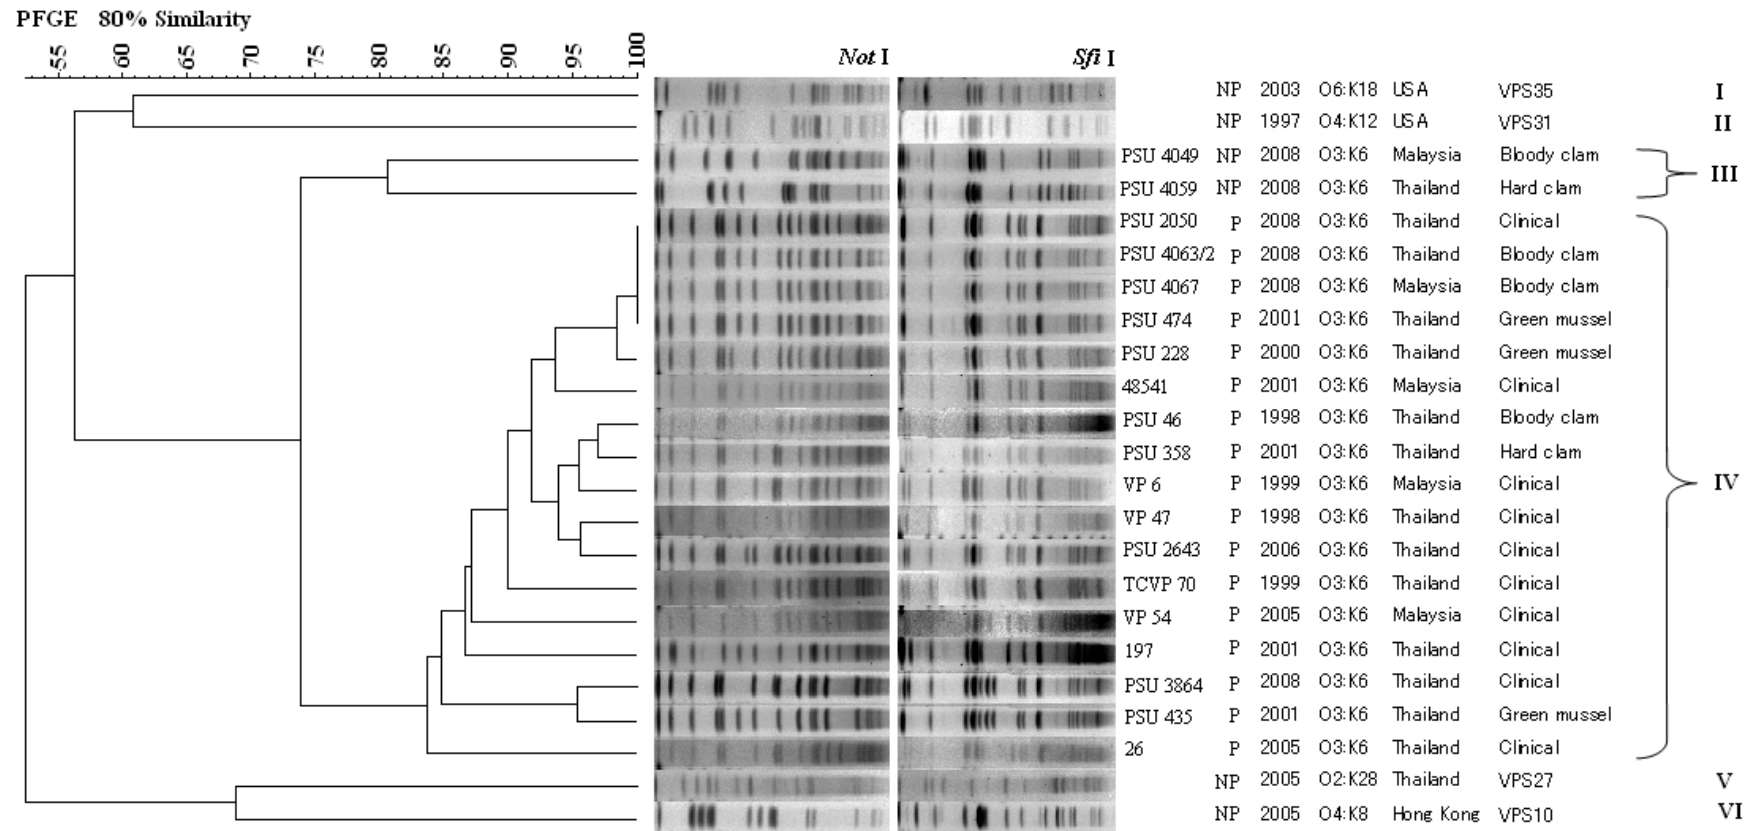 PFGE 80% Similarity
55 60 65 70 75 80 85 90 95 100
Not I Sfi I
NP 2003 O6:K18 USA VPS35 I
NP 1997 O4:K12 USA VPS31 II
PSU 4049 NP 2008 O3:K6 Malaysia Bloody clam
III
PSU 4059 NP 2008 O3:K6 Thailand Hard clam
PSU 2050 P 2008 O3:K6 Thailand Clinical
PSU 4063/2 P 2008 O3:K6 Thailand Bloody clam
PSU 4067 P 2008 O3:K6 Malaysia Bloody clam
PSU 474 P 2001 O3:K6 Thailand Green mussel
PSU 228 P 2000 O3:K6 Thailand Green mussel
48541 P 2001 O3:K6 Malaysia Clinical
PSU 46 P 1998 O3:K6 Thailand Bloody clam
PSU 358 P 2001 O3:K6 Thailand Hard clam
VP 6 P 1999 O3:K6 Malaysia Clinical IV
VP 47 P 1998 O3:K6 Thailand Clinical
PSU 2643 P 2006 O3:K6 Thailand Clinical
TCVP 70 P 1999 O3:K6 Thailand Clinical
VP 54 P 2005 O3:K6 Malaysia Clinical
197 P 2001 O3:K6 Thailand Clinical
PSU 3864 P 2008 O3:K6 Thailand Clinical
PSU 435 P 2001 O3:K6 Thailand Green mussel
26 P 2005 O3:K6 Thailand Clinical
NP 2005 O2:K28 Thailand VPS27 V
NP 2005 O4:K8 Hong Kong VPS10 VI